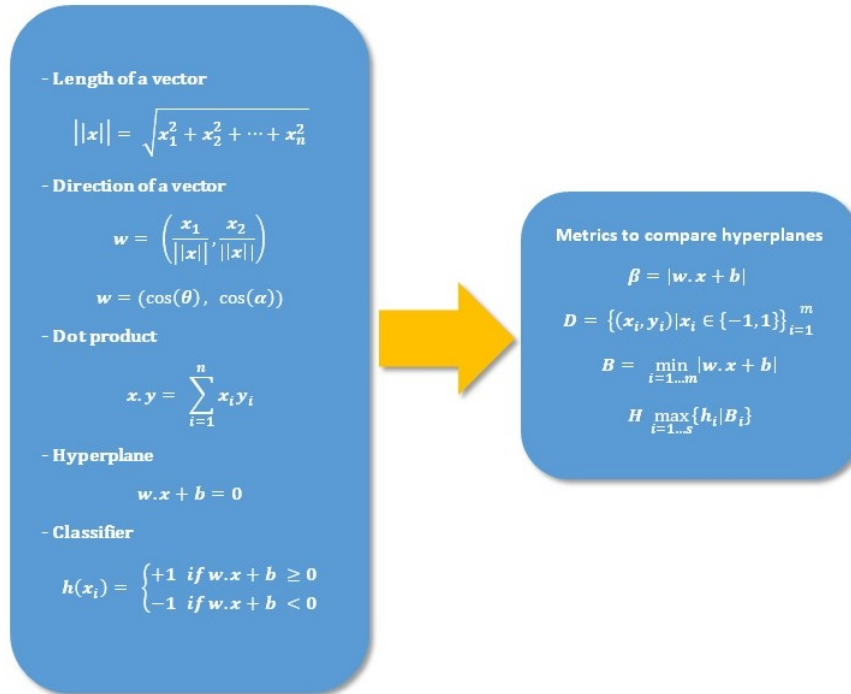 - Length of a vector
||x|| = √(x₁² + x₂² + ⋯ + xₙ²)
- Direction of a vector
w = (x₁/||x||, x₂/||x||)
w = (cos(θ), cos(α))
- Dot product
x.y = ∑ᵢ₌₁ⁿ xᵢyᵢ
- Hyperplane
w.x + b = 0
- Classifier
h(xᵢ) = { +1 if w.x + b ≥ 0
−1 if w.x + b < 0
Metrics to compare hyperplanes
β = |w.x + b|
D = {(xᵢ, yᵢ)|xᵢ ∈ {−1,1}}ᵢ₌₁ᵐ
B = min i=1…m |w.x + b|
H max i=1…s {hᵢ|Bᵢ}